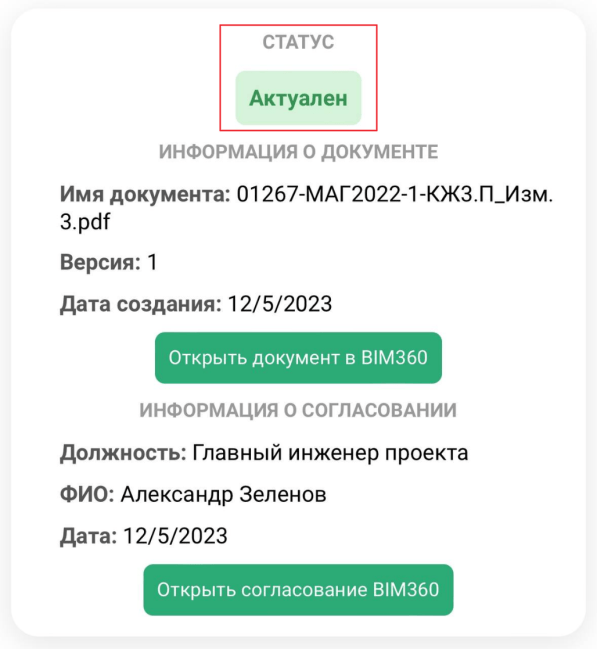 СТАТУС
Актуален
ИНФОРМАЦИЯ О ДОКУМЕНТЕ
Имя документа: 01267-МАГ2022-1-КЖ3.П_Изм.
3.pdf
Версия: 1
Дата создания: 12/5/2023
Открыть документ в BIM360
ИНФОРМАЦИЯ О СОГЛАСОВАНИИ
Должность: Главный инженер проекта
ФИО: Александр Зеленов
Дата: 12/5/2023
Открыть согласование BIM360